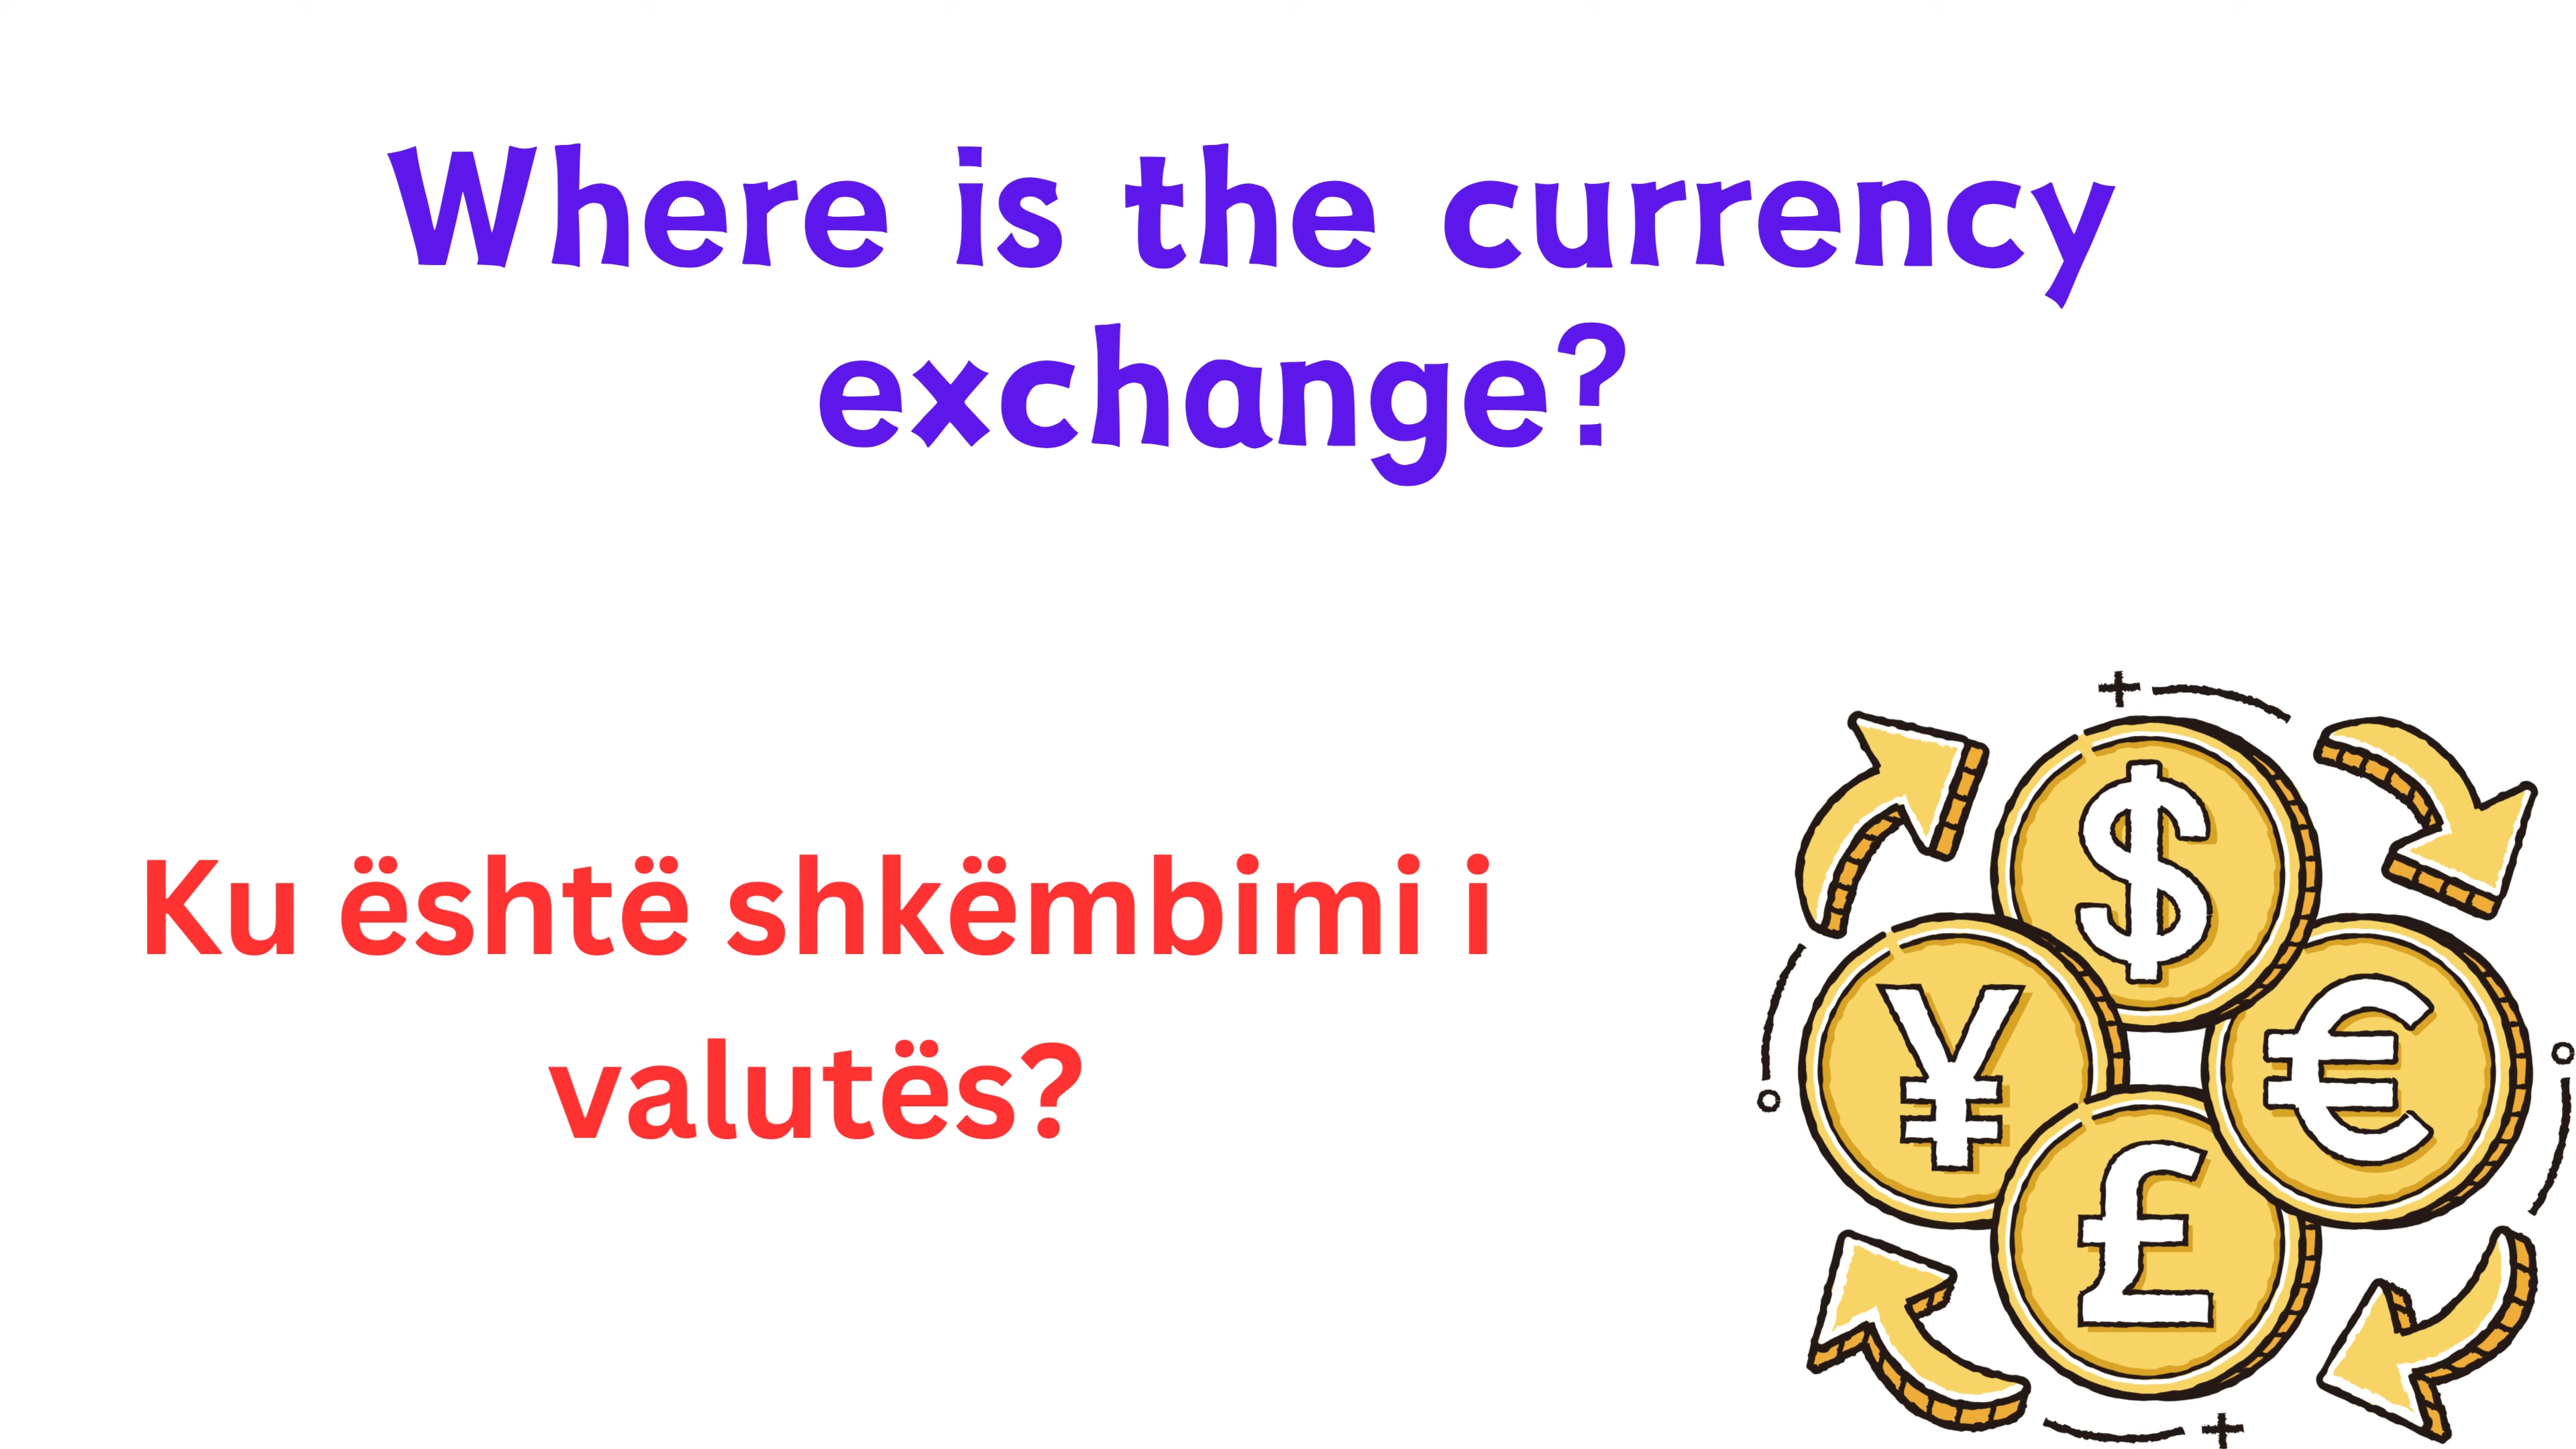 Where is the currency
exchange?
Ku është shkëmbimi i
valutës?
$
¥
€
£